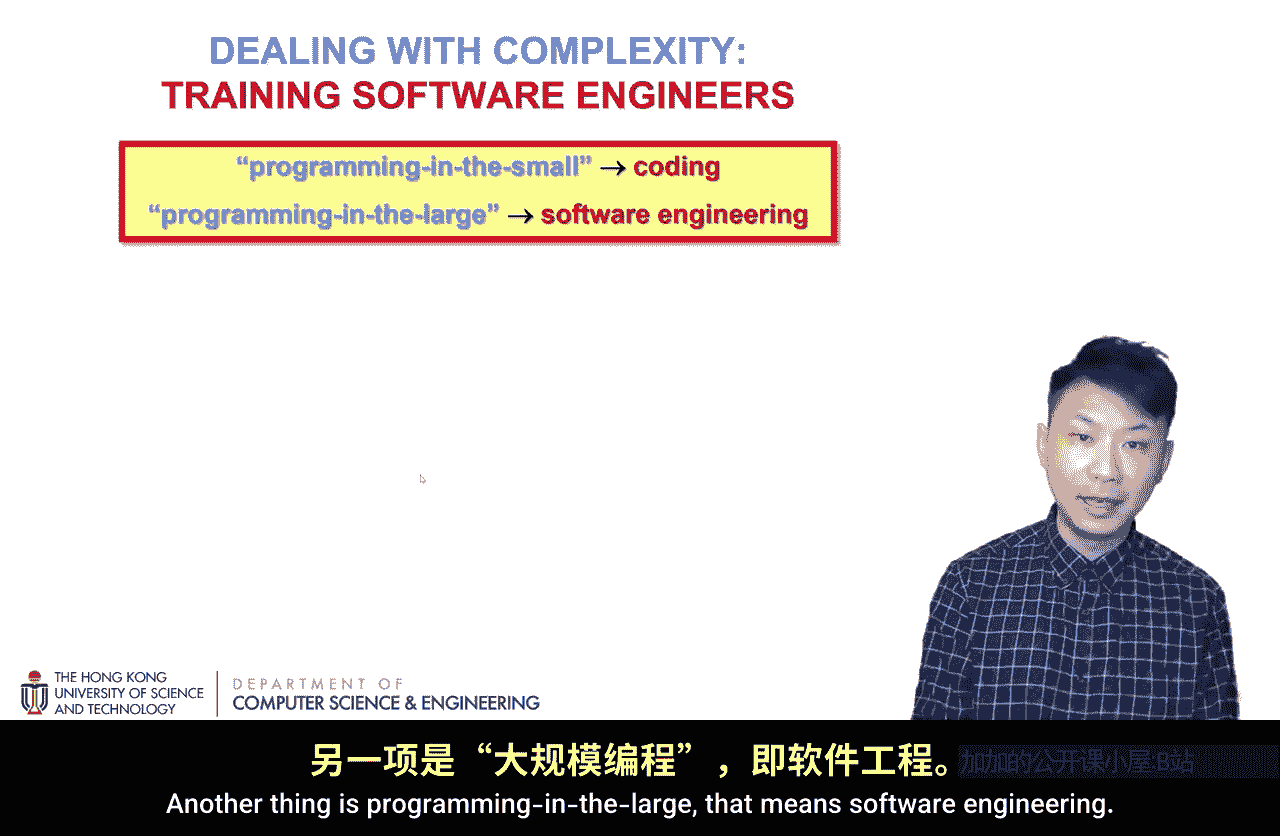 DEALING WITH COMPLEXITY:
TRAINING SOFTWARE ENGINEERS
“programming-in-the-small” → coding
“programming-in-the-large” → software engineering
THE HONG KONG
UNIVERSITY OF SCIENCE
AND TECHNOLOGY
DEPARTMENT OF
COMPUTER SCIENCE & ENGINEERING
另一项是“大规模编程”，即软件工程。
加加的公开课小屋:B站
Another thing is programming-in-the-large, that means software engineering.